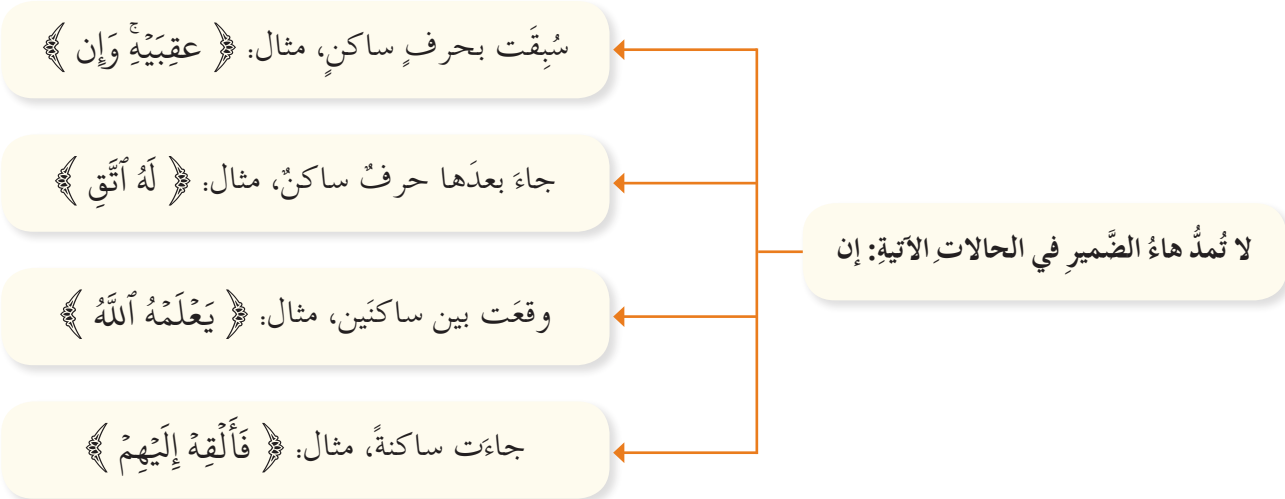 لا تُمدُّ هاءُ الضَّميرِ في الحالاتِ الآتيةِ: إن
سُبِقَت بحرفٍ ساكنٍ، مثال: ﴿ عقِبَيۡهِۚ وَإِن ﴾
جاءَ بعدَها حرفٌ ساكنٌ، مثال: ﴿ لَهُ ٱتَّقِ ﴾
وقعَت بين ساكنَين، مثال: ﴿ يَعۡلَمۡهُ ٱللَّهُ ﴾
جاءَت ساكنةً، مثال: ﴿ فَأَلۡقِهۡ إِلَيۡهِمۡ ﴾